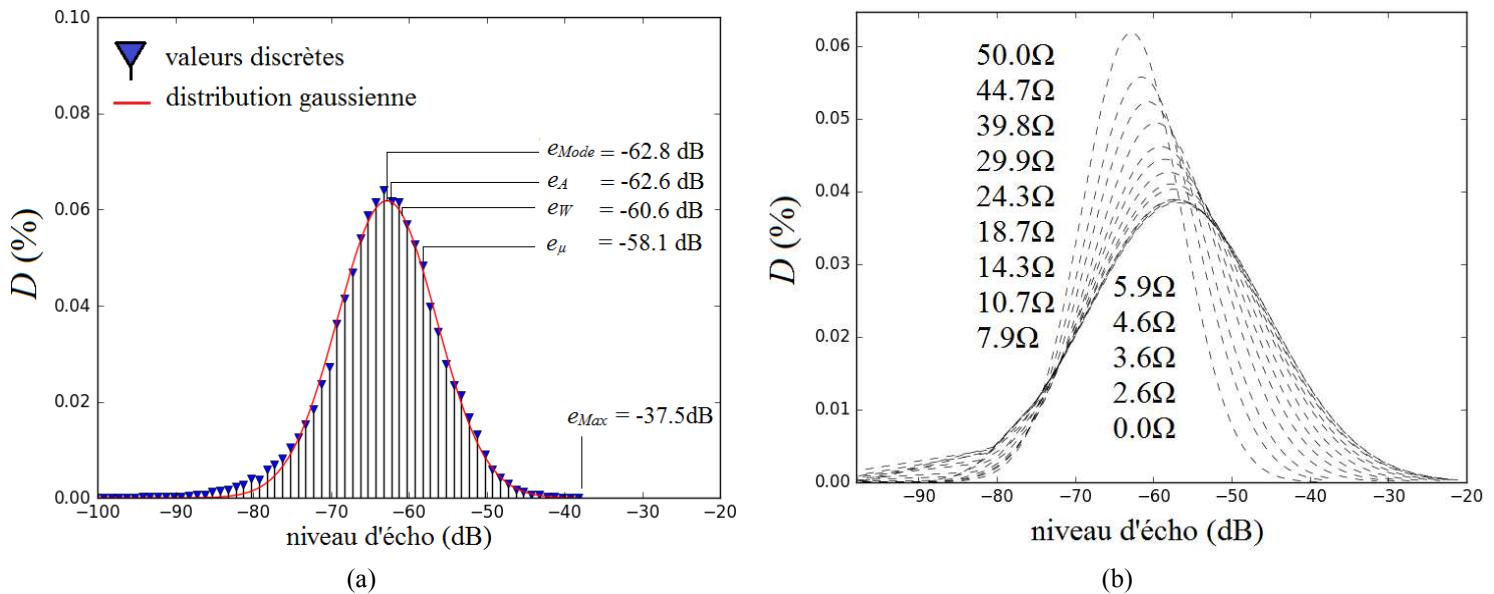 0.10
0.08
0.06
0.04
0.02
0.00
D (%)
valeurs discrètes
distribution gaussienne
eMode = -62.8 dB
eA = -62.6 dB
eW = -60.6 dB
eμ = -58.1 dB
eMax = -37.5dB
−100 −90 −80 −70 −60 −50 −40 −30 −20
niveau d'écho (dB)
(a)
0.06
0.05
0.04
0.03
0.02
0.01
0.00
D (%)
50.0Ω
44.7Ω
39.8Ω
29.9Ω
24.3Ω
18.7Ω
14.3Ω
10.7Ω
7.9Ω
5.9Ω
4.6Ω
3.6Ω
2.6Ω
0.0Ω
−90 −80 −70 −60 −50 −40 −30 −20
niveau d'écho (dB)
(b)